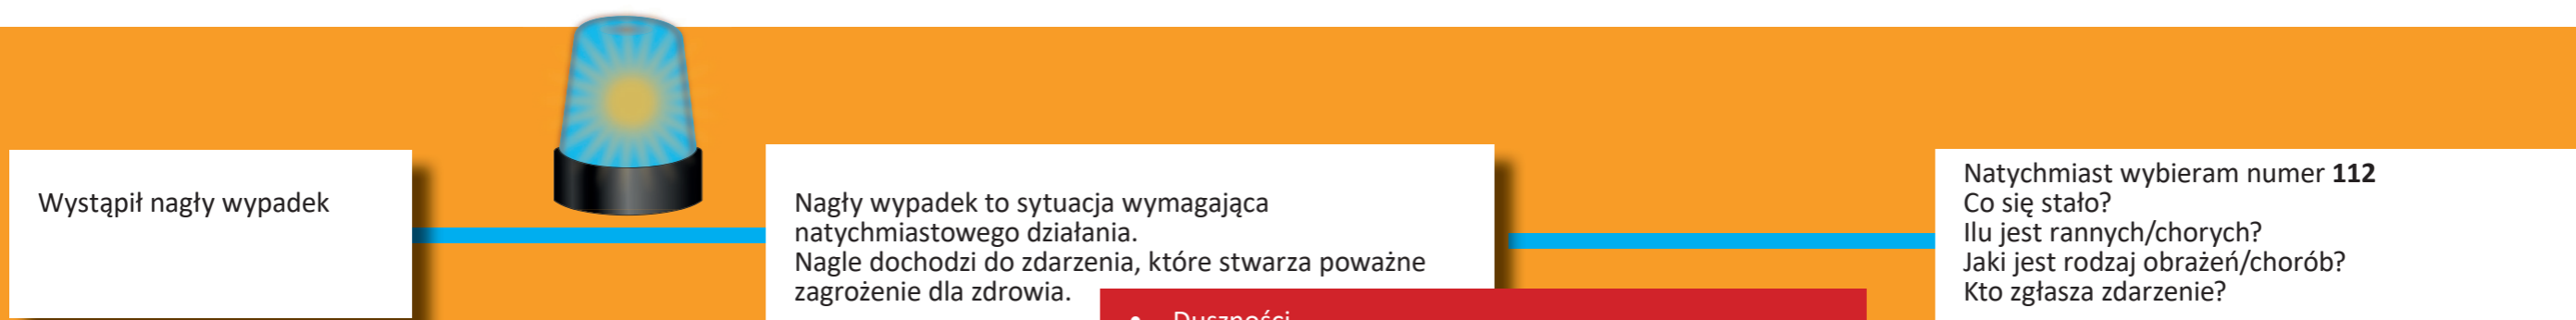 Wystąpił nagły wypadek
Nagły wypadek to sytuacja wymagająca
natychmiastowego działania.
Nagle dochodzi do zdarzenia, które stwarza poważne
zagrożenie dla zdrowia.
• Duszności
Natychmiast wybieram numer 112
Co się stało?
Ilu jest rannych/chorych?
Jaki jest rodzaj obrażeń/chorób?
Kto zgłasza zdarzenie?